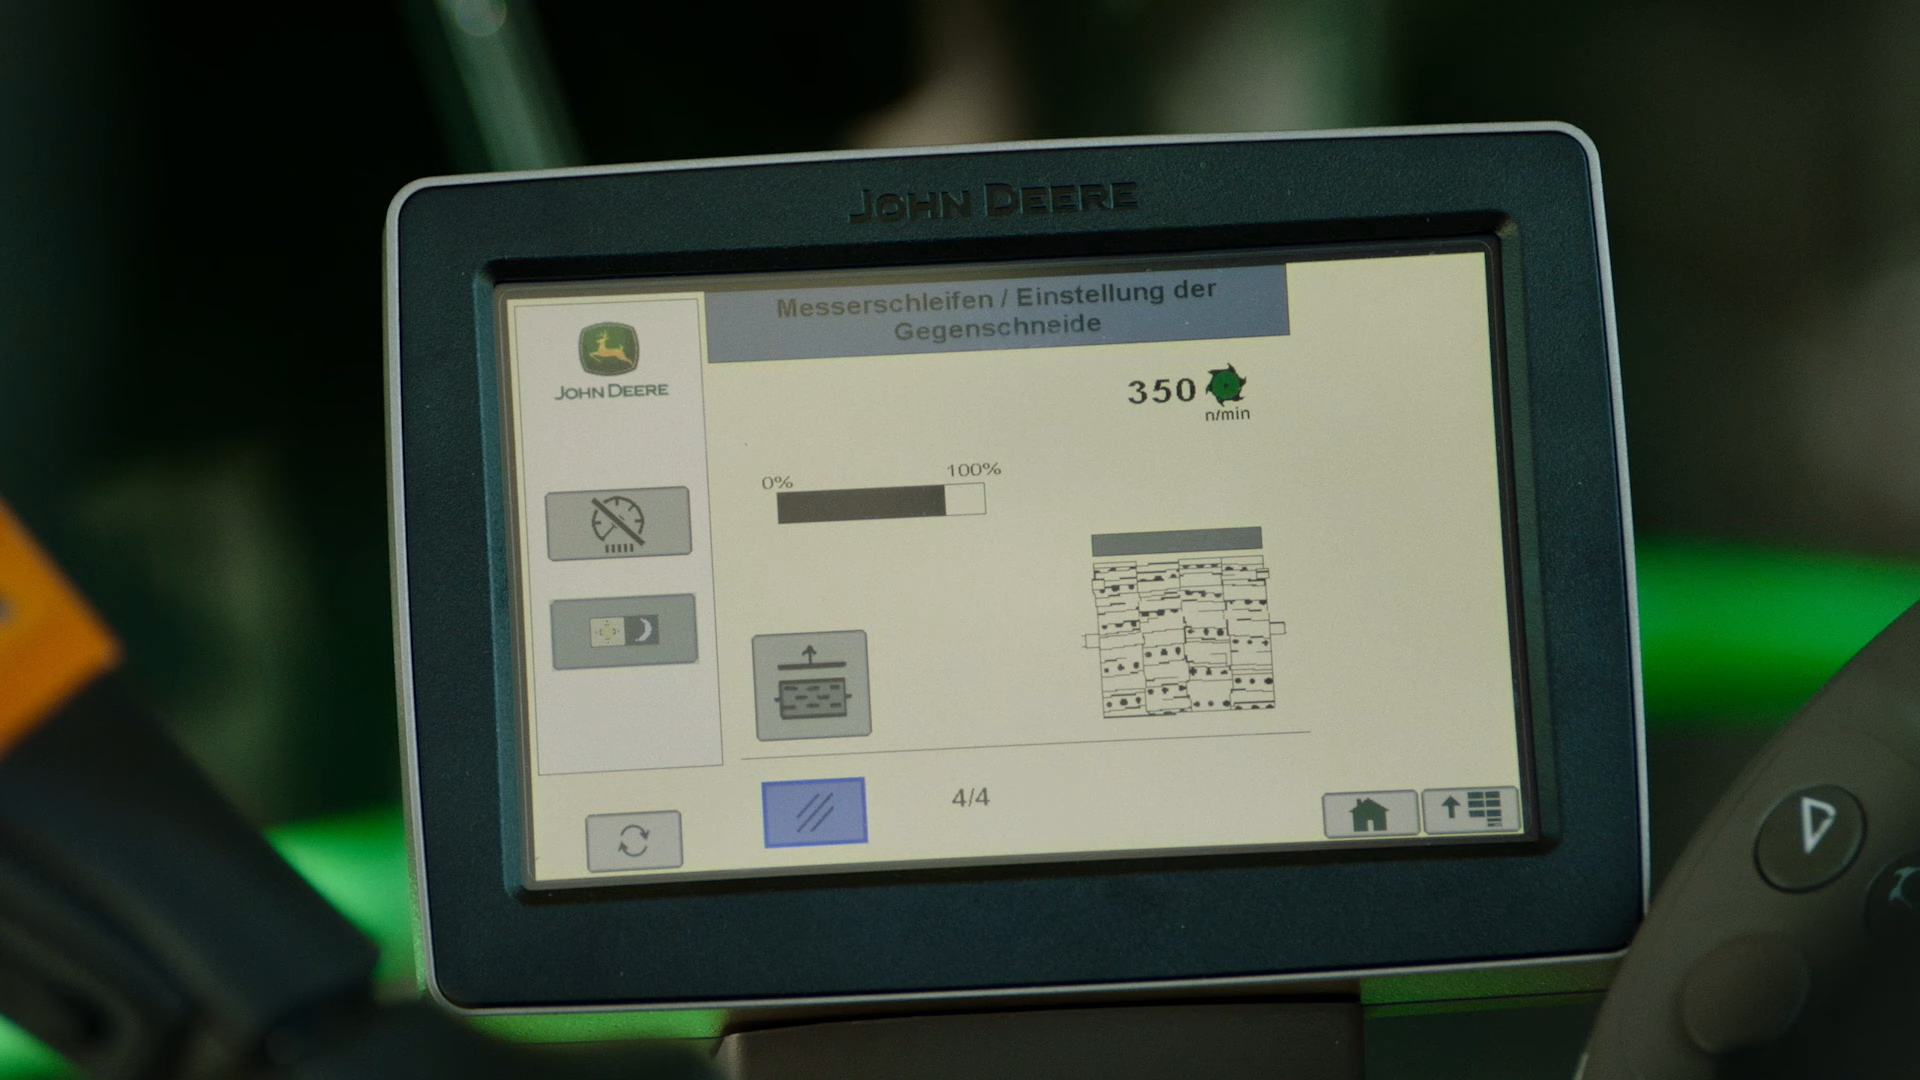 JOHN DEERE
Messerschleifen / Einstellung der
Gegenschneide
JOHN DEERE
350
n/min
0%
100%
4/4